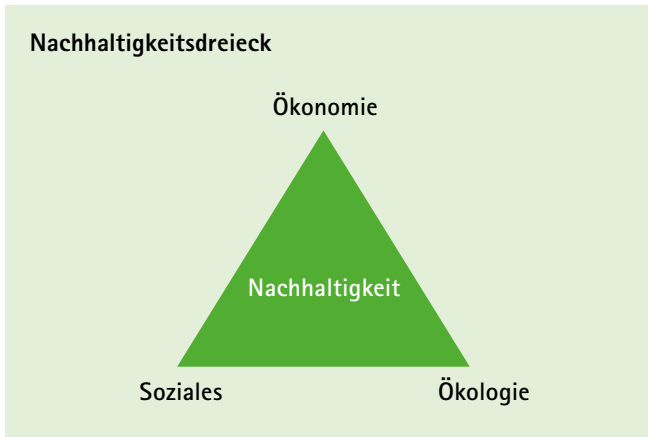 Nachhaltigkeitsdreieck
Ökonomie
Nachhaltigkeit
Soziales
Ökologie